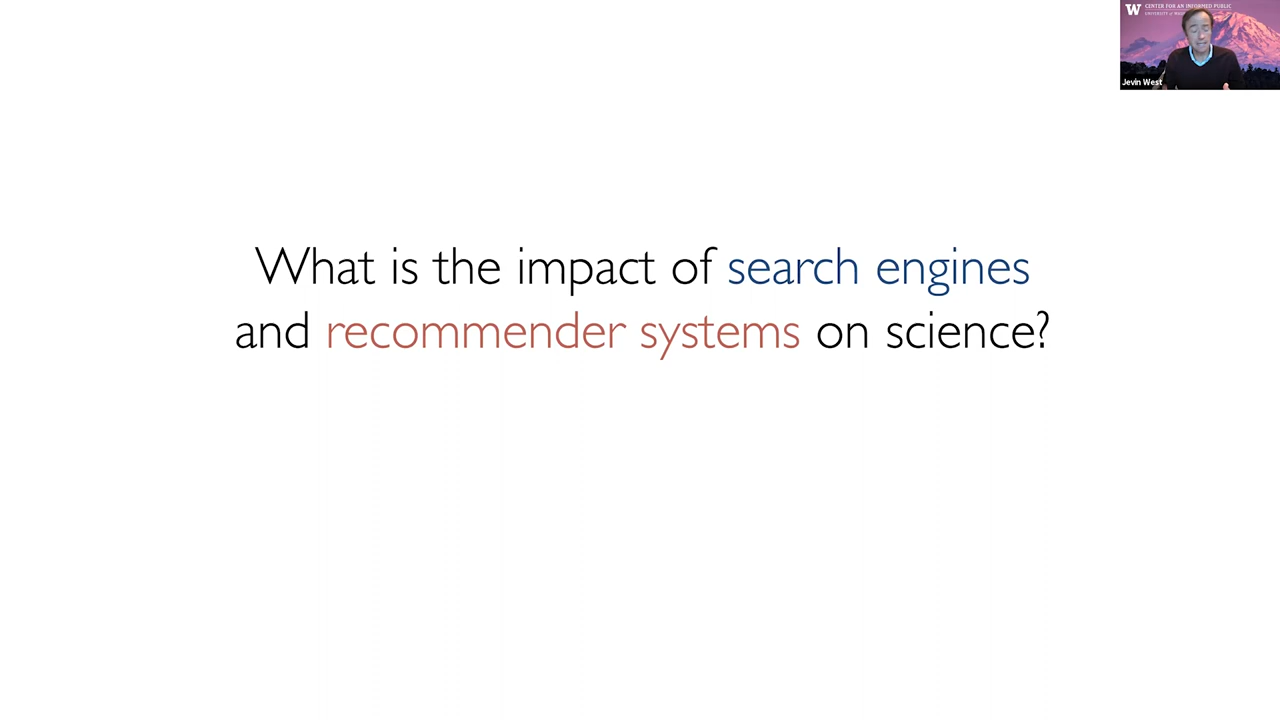 W CENTER FOR AN INFORMED PUBLIC
Jevin West
What is the impact of search engines
and recommender systems on science?